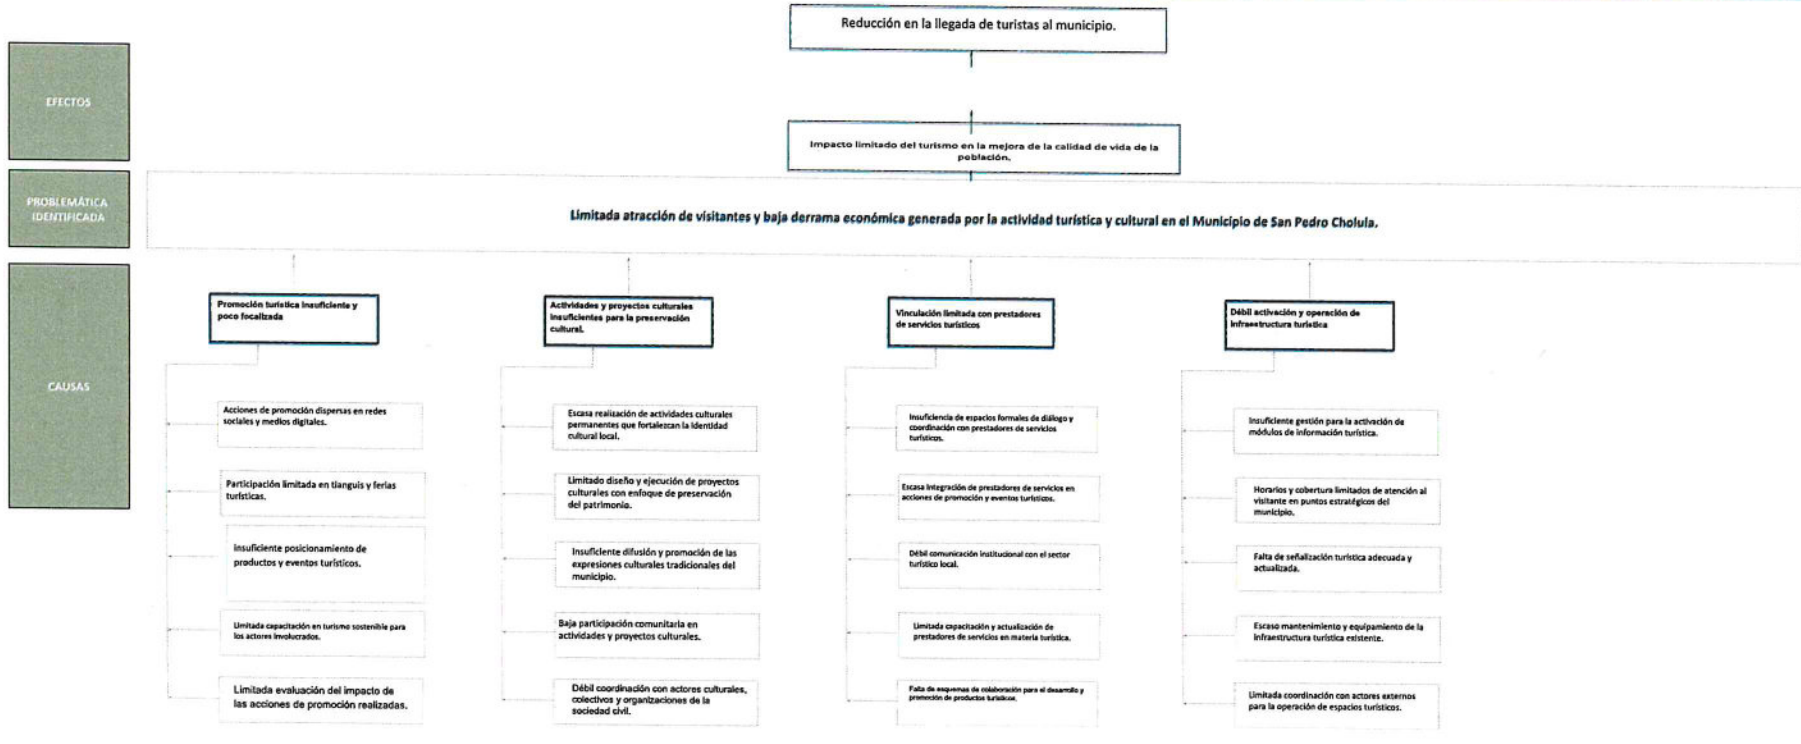 Reducción en la llegada de turistas al municipio.
EFECTOS
Impacto limitado del turismo en la mejora de la calidad de vida de la
población.
PROBLEMÁTICA
IDENTIFICADA
Limitada atracción de visitantes y baja derrama económica generada por la actividad turística y cultural en el Municipio de San Pedro Cholula.
CAUSAS
Promoción turística insuficiente y
poco focalizada
Acciones de promoción dispersas en redes
sociales y medios digitales.
Participación limitada en tianguis y ferias
turísticas.
Insuficiente posicionamiento de
productos y eventos turísticos.
Limitada capacitación en turismo sostenible para
los actores involucrados.
Limitada evaluación del impacto de
las acciones de promoción realizadas.
Actividades y proyectos culturales
insuficientes para la preservación
cultural.
Escasa realización de actividades culturales
permanentes que fortalezcan la identidad
cultural local.
Limitado diseño y ejecución de proyectos
culturales con enfoque de preservación
del patrimonio.
Insuficiente difusión y promoción de las
expresiones culturales tradicionales del
municipio.
Baja participación comunitaria en
actividades y proyectos culturales.
Débil coordinación con actores culturales,
colectivos y organizaciones de la
sociedad civil.
Vinculación limitada con prestadores
de servicios turísticos
Insuficiencia de espacios formales de diálogo y
coordinación con prestadores de servicios
turísticos.
Escasa integración de prestadores de servicios en
acciones de promoción y eventos turísticos.
Débil comunicación institucional con el sector
turístico local.
Limitada capacitación y actualización de
prestadores de servicios en materia turística.
Falta de esquemas de colaboración para el desarrollo y
promoción de productos turísticos.
Débil activación y operación de
infraestructura turística
Insuficiente gestión para la activación de
módulos de información turística.
Horarios y cobertura limitados de atención al
visitante en puntos estratégicos del
municipio.
Falta de señalización turística adecuada y
actualizada.
Escaso mantenimiento y equipamiento de la
infraestructura turística existente.
Limitada coordinación con actores externos
para la operación de espacios turísticos.